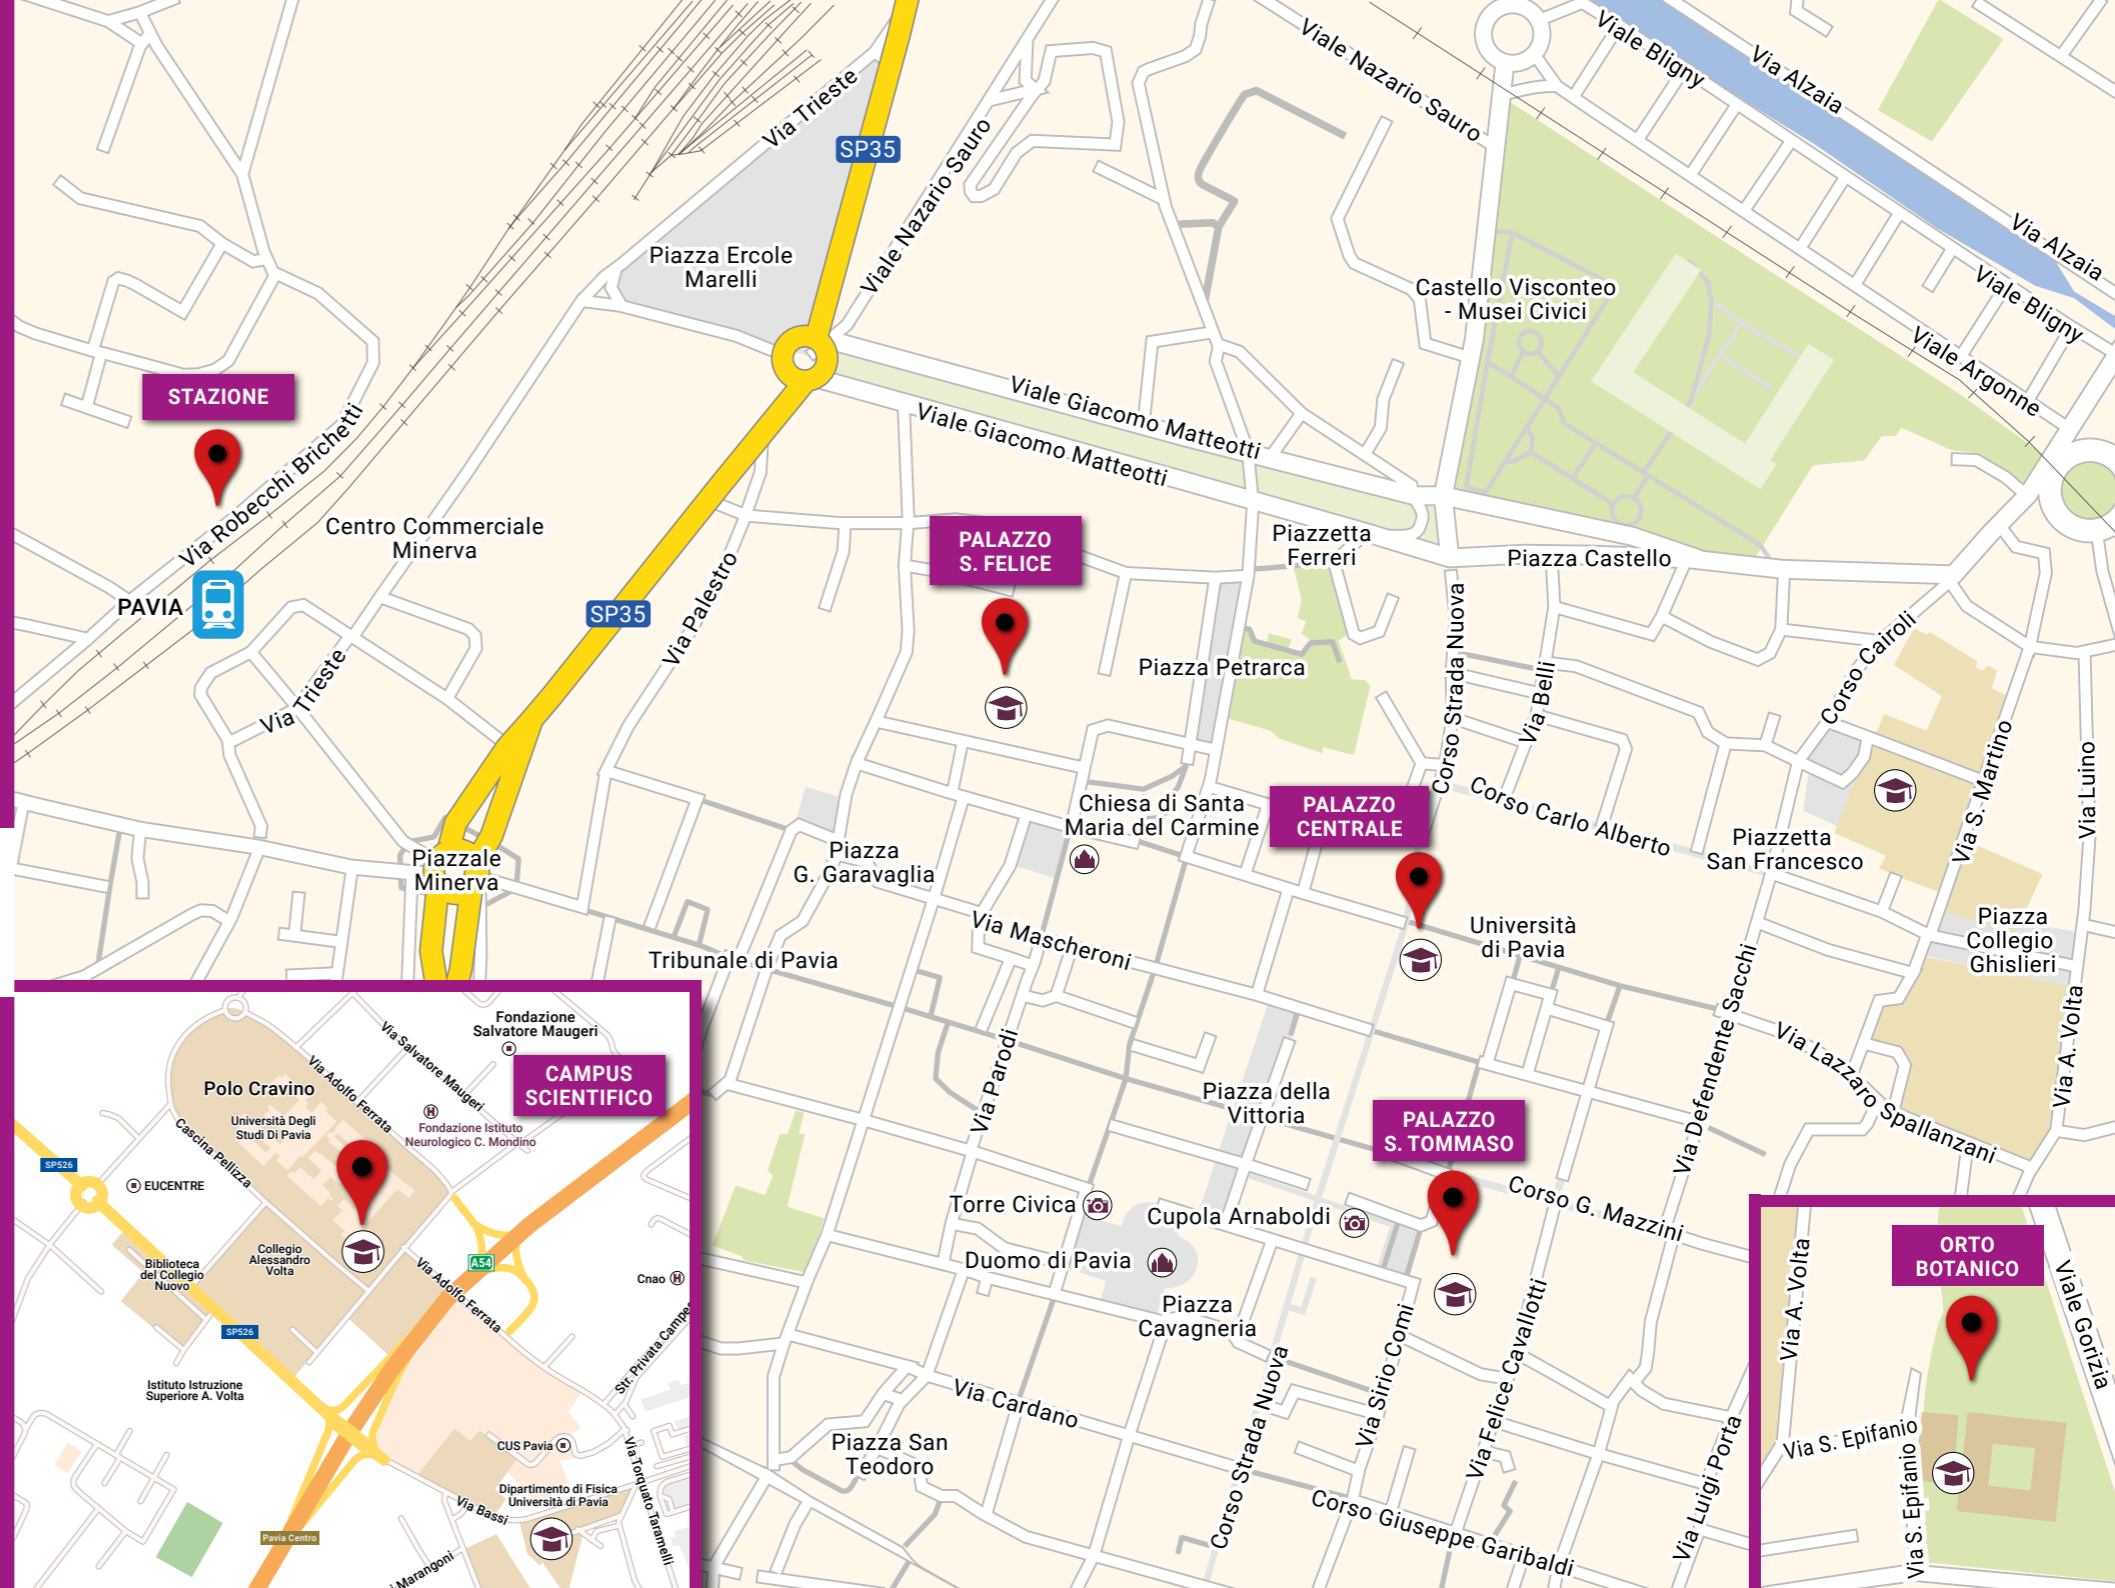 Via Trieste
SP35
Viale Nazario Sauro
Viale Nazario Sauro
Viale Bligny
Via Alzaia
Via Alzaia
Viale Bligny
Viale Argonne
Piazza Ercole
Marelli
Castello Visconteo
- Musei Civici
STAZIONE
Via Robecchi Brichetti
Viale Giacomo Matteotti
Viale Giacomo Matteotti
Centro Commerciale
Minerva
PALAZZO
S. FELICE
Piazzetta
Ferreri
Piazza Castello
PAVIA
SP35
Via Palestro
Via Trieste
Piazza Petrarca
Corso Strada Nuova
Via Belli
Corso Cairoli
Via S. Martino
Via Luino
PALAZZO
CENTRALE
Corso Carlo Alberto
Chiesa di Santa
Maria del Carmine
Piazzetta
San Francesco
Piazzale
Minerva
Piazza
G. Garavaglia
Via Mascheroni
Università
di Pavia
Piazza
Collegio
Ghislieri
Tribunale di Pavia
Via Defendente Sacchi
Via A. Volta
Via Lazzaro Spallanzani
Via Parodi
Piazza della
Vittoria
PALAZZO
S. TOMMASO
Corso G. Mazzini
Torre Civica
Cupola Arnaboldi
Duomo di Pavia
Piazza
Cavagneria
Via Cardano
Corso Strada Nuova
Via Sirio Comi
Via Felice Cavallotti
Via Luigi Porta
Piazza San
Teodoro
Corso Giuseppe Garibaldi
Fondazione
Salvatore Maugeri
Via Salvatore Maugeri
CAMPUS
SCIENTIFICO
Via Adolfo Ferrata
Polo Cravino
Università Degli
Studi Di Pavia
H
Fondazione Istituto
Neurologico C. Mondino
Cascina Pellizza
SP526
EUCENTRE
Collegio
Alessandro
Volta
Biblioteca
del Collegio
Nuovo
A54
Via Adolfo Ferrata
Cnao H
SP526
Str. Privata Campe
Istituto Istruzione
Superiore A. Volta
CUS Pavia
Via Torquato Taramelli
Dipartimento di Fisica
Università di Pavia
Via Bassi
Pavia Centro
i Marangoni
ORTO
BOTANICO
Via A. Volta
Viale Gorizia
Via S. Epifanio
Via S. Epifanio